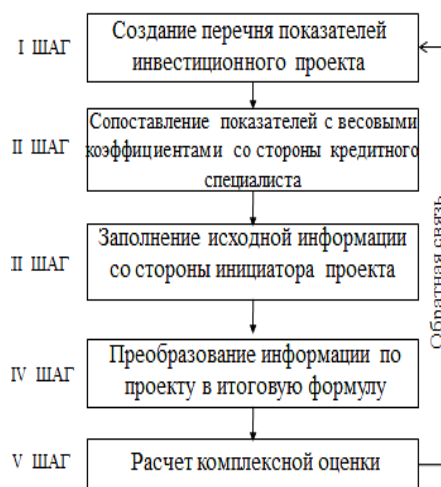 I ШАГ
Создание перечня показателей
инвестиционного проекта
II ШАГ
Сопоставление показателей с весовыми
коэффициентами со стороны кредитного
специалиста
II ШАГ
Заполнение исходной информации
со стороны инициатора проекта
IV ШАГ
Преобразование информации по
проекту в итоговую формулу
V ШАГ
Расчет комплексной оценки
Обратная связь